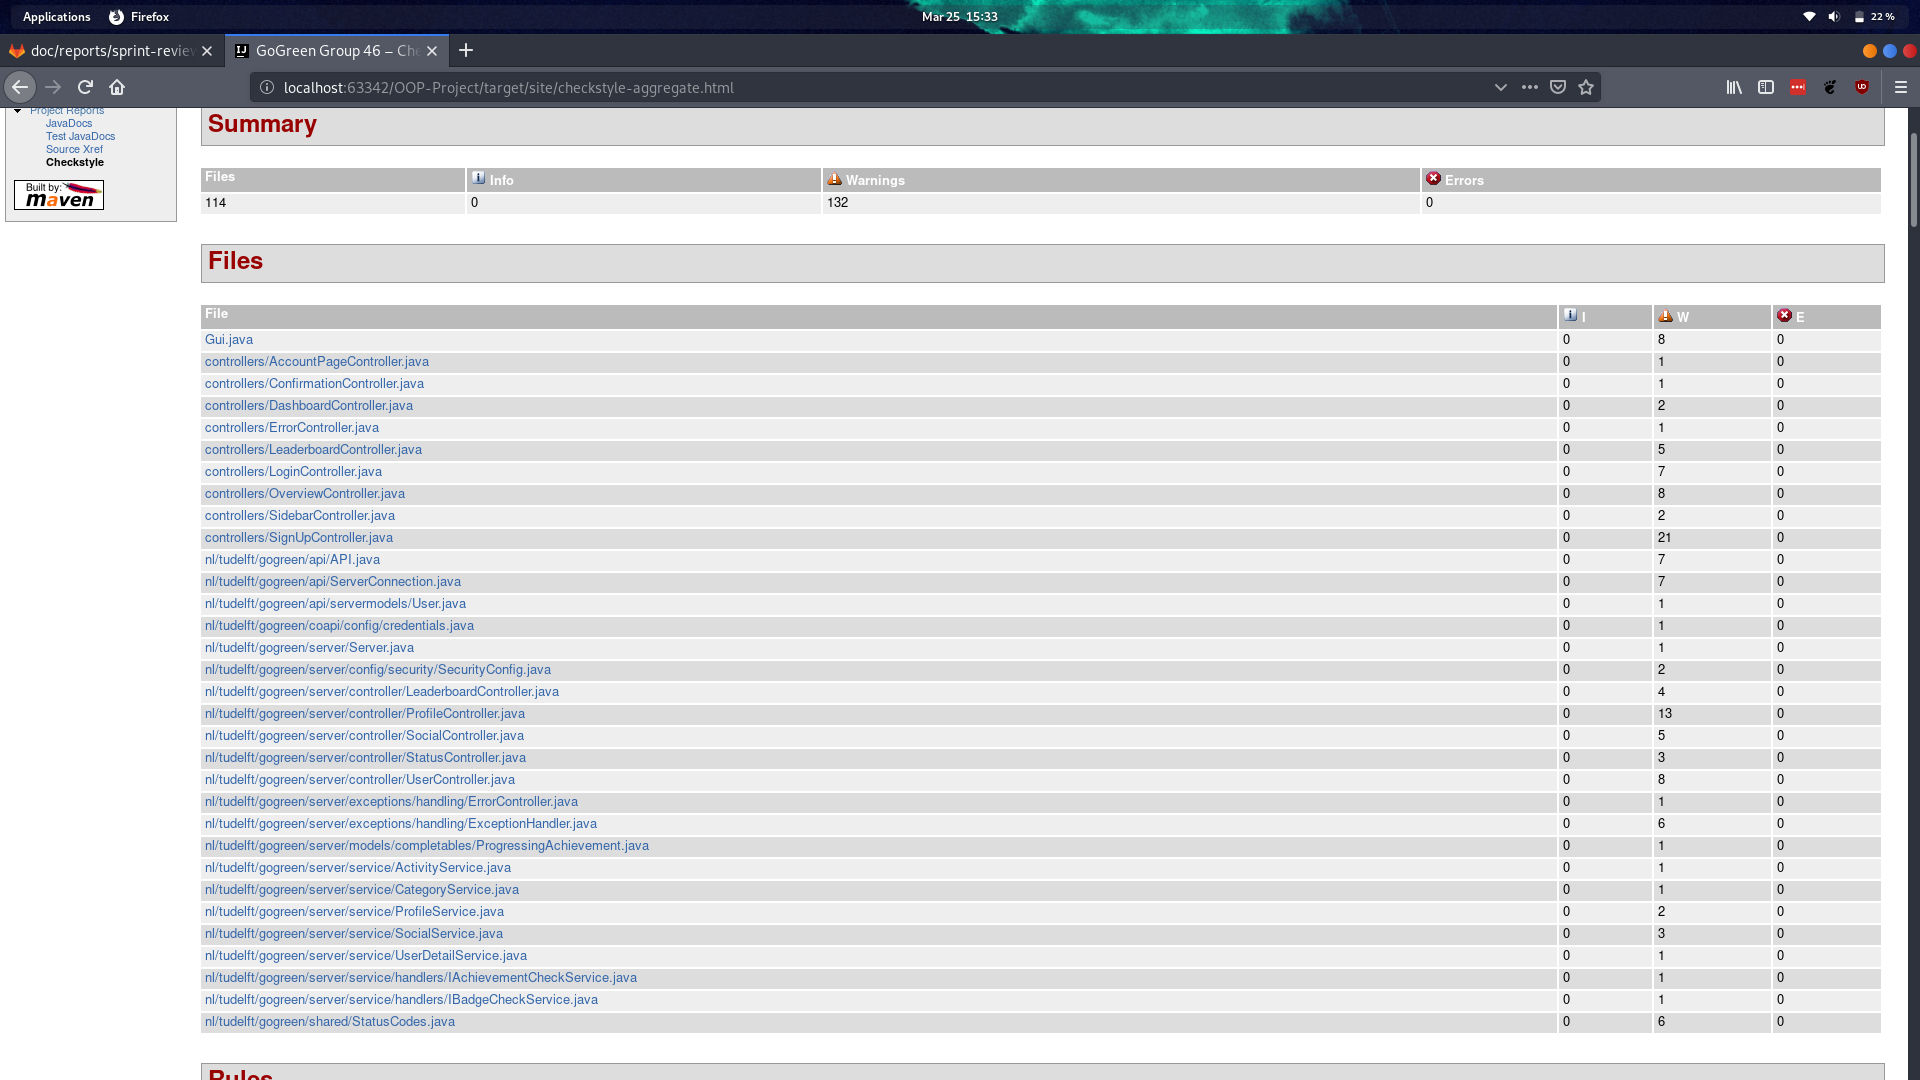 Applications Firefox Mar 25 15:33 22 %
doc/reports/sprint-revie GoGreen Group 46 – Che
localhost:63342/OOP-Project/target/site/checkstyle-aggregate.html
Project Reports
JavaDocs
Test JavaDocs
Source Xref
Checkstyle
Built by:
maven
Summary
Files Info Warnings Errors
114 0 132 0
Files
File I W E
Gui.java 0 8 0
controllers/AccountPageController.java 0 1 0
controllers/ConfirmationController.java 0 1 0
controllers/DashboardController.java 0 2 0
controllers/ErrorController.java 0 1 0
controllers/LeaderboardController.java 0 5 0
controllers/LoginController.java 0 7 0
controllers/OverviewController.java 0 8 0
controllers/SidebarController.java 0 2 0
controllers/SignUpController.java 0 21 0
nl/tudelft/gogreen/api/API.java 0 7 0
nl/tudelft/gogreen/api/ServerConnection.java 0 7 0
nl/tudelft/gogreen/api/servermodels/User.java 0 1 0
nl/tudelft/gogreen/coapi/config/credentials.java 0 1 0
nl/tudelft/gogreen/server/Server.java 0 1 0
nl/tudelft/gogreen/server/config/security/SecurityConfig.java 0 2 0
nl/tudelft/gogreen/server/controller/LeaderboardController.java 0 4 0
nl/tudelft/gogreen/server/controller/ProfileController.java 0 13 0
nl/tudelft/gogreen/server/controller/SocialController.java 0 5 0
nl/tudelft/gogreen/server/controller/StatusController.java 0 3 0
nl/tudelft/gogreen/server/controller/UserController.java 0 8 0
nl/tudelft/gogreen/server/exceptions/handling/ErrorController.java 0 1 0
nl/tudelft/gogreen/server/exceptions/handling/ExceptionHandler.java 0 6 0
nl/tudelft/gogreen/server/models/completables/ProgressingAchievement.java 0 1 0
nl/tudelft/gogreen/server/service/ActivityService.java 0 1 0
nl/tudelft/gogreen/server/service/CategoryService.java 0 1 0
nl/tudelft/gogreen/server/service/ProfileService.java 0 2 0
nl/tudelft/gogreen/server/service/SocialService.java 0 3 0
nl/tudelft/gogreen/server/service/UserDetailService.java 0 1 0
nl/tudelft/gogreen/server/service/handlers/IAchievementCheckService.java 0 1 0
nl/tudelft/gogreen/server/service/handlers/IBadgeCheckService.java 0 1 0
nl/tudelft/gogreen/shared/StatusCodes.java 0 6 0
Rules